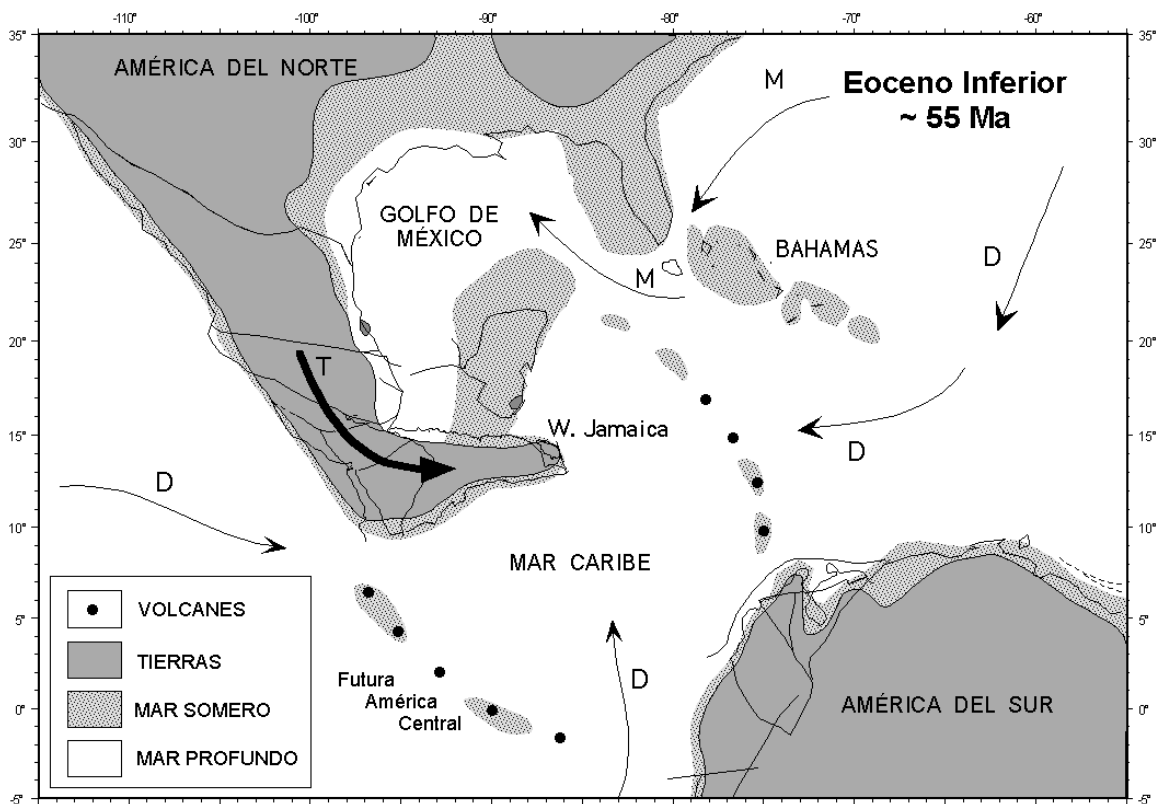 -110° -100° -90° -80° -70° -60°
35° 35°
AMÉRICA DEL NORTE
M
Eoceno Inferior
~ 55 Ma
30° 30°
GOLFO DE
MÉXICO
25° 25°
BAHAMAS
D
M
20° 20°
T
W. Jamaica
15° 15°
D
D
10° 10°
MAR CARIBE
VOLCANES
5° 5°
TIERRAS
Futura
América
Central
D
MAR SOMERO
AMÉRICA DEL SUR
0° 0°
MAR PROFUNDO
-5° -5°